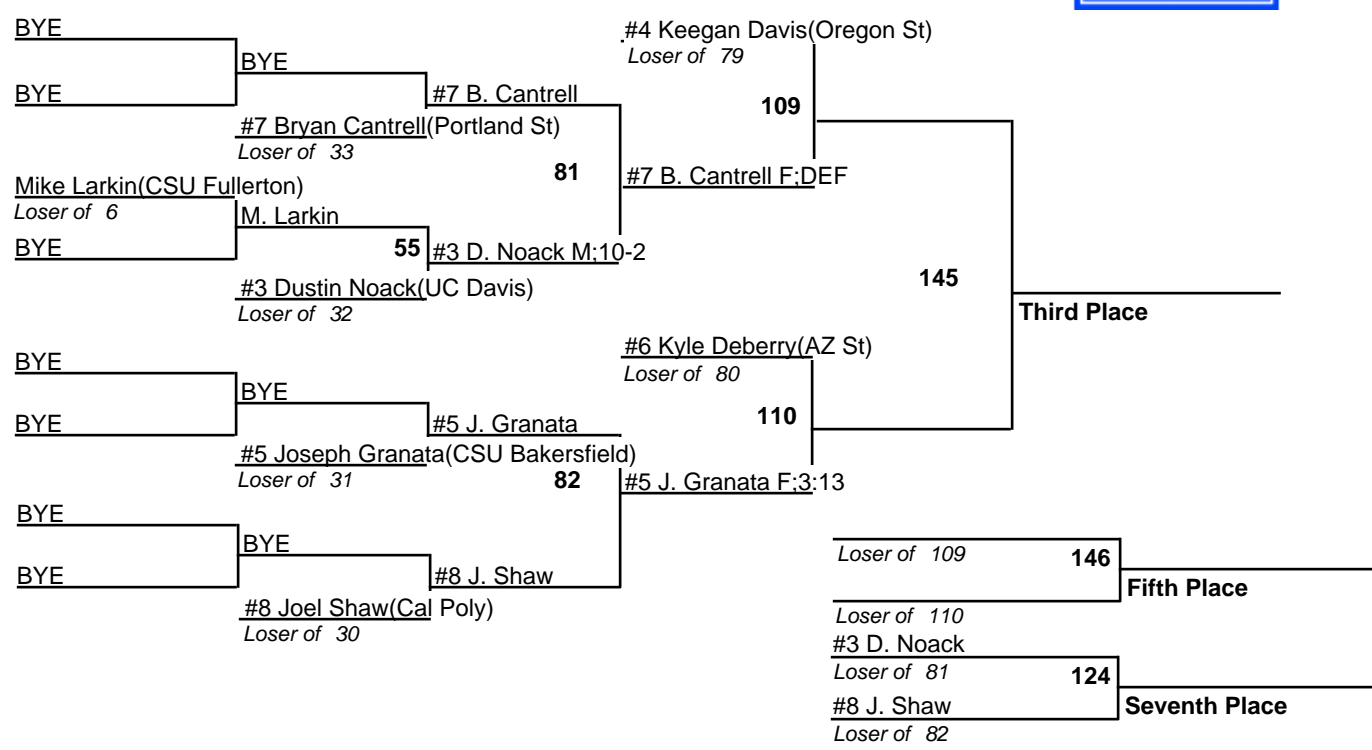 BYE
BYE
BYE
#7 B. Cantrell
#7 Bryan Cantrell(Portland St)
Loser of 33
81
Mike Larkin(CSU Fullerton)
Loser of 6
M. Larkin
BYE
55
#3 D. Noack M;10-2
#3 Dustin Noack(UC Davis)
Loser of 32
#4 Keegan Davis(Oregon St)
Loser of 79
109
#7 B. Cantrell F;DEF
145
Third Place
BYE
BYE
BYE
#5 J. Granata
#5 Joseph Granata(CSU Bakersfield)
Loser of 31
82
BYE
BYE
BYE
#8 J. Shaw
#8 Joel Shaw(Cal Poly)
Loser of 30
#6 Kyle Deberry(AZ St)
Loser of 80
110
#5 J. Granata F;3:13
Loser of 109
146
Fifth Place
Loser of 110
#3 D. Noack
Loser of 81
124
Seventh Place
#8 J. Shaw
Loser of 82